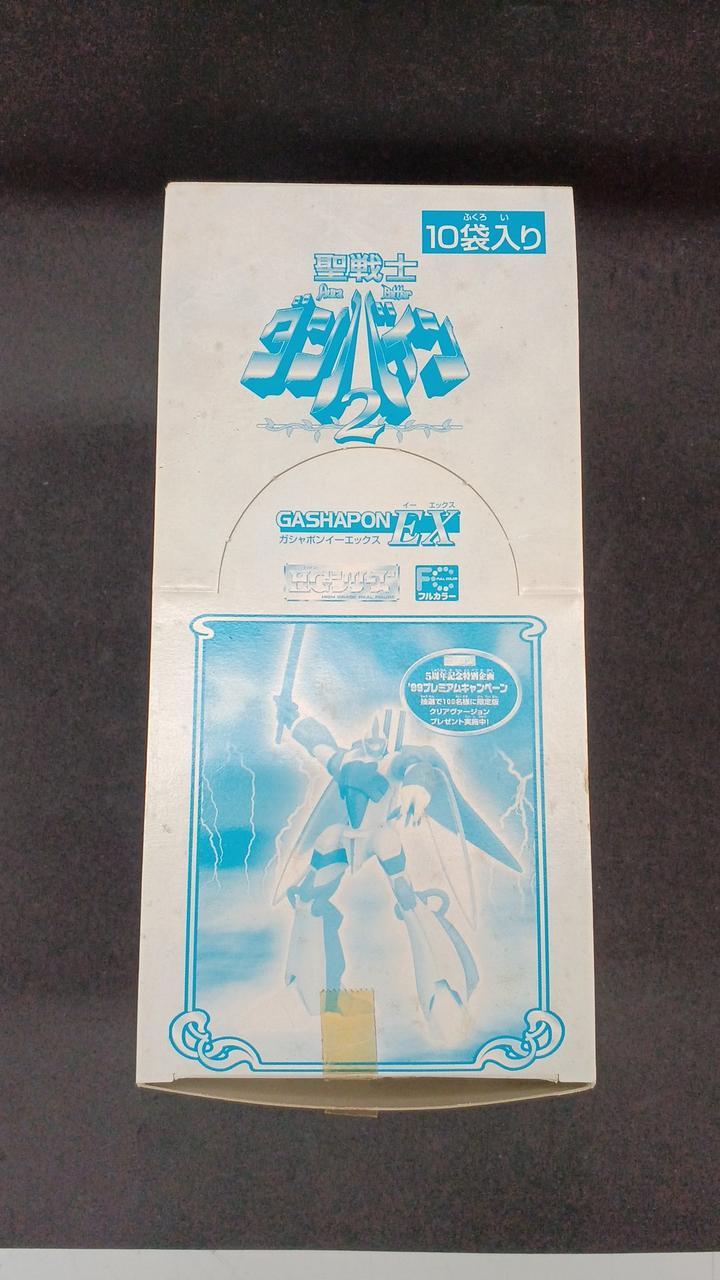 ふくろ い
10袋入り
聖戦士
Aura Battler
ダンバイン
2
イー エックス
GASHAPON EX
ガシャポンイーエックス
HGシリーズ
HIGH GRADE REAL FIGURE
FULL COLOR
フルカラー
5周年記念特別企画
'99プレミアムキャンペーン
抽選で100名様に限定版
クリアヴァージョン
プレゼント実施中!